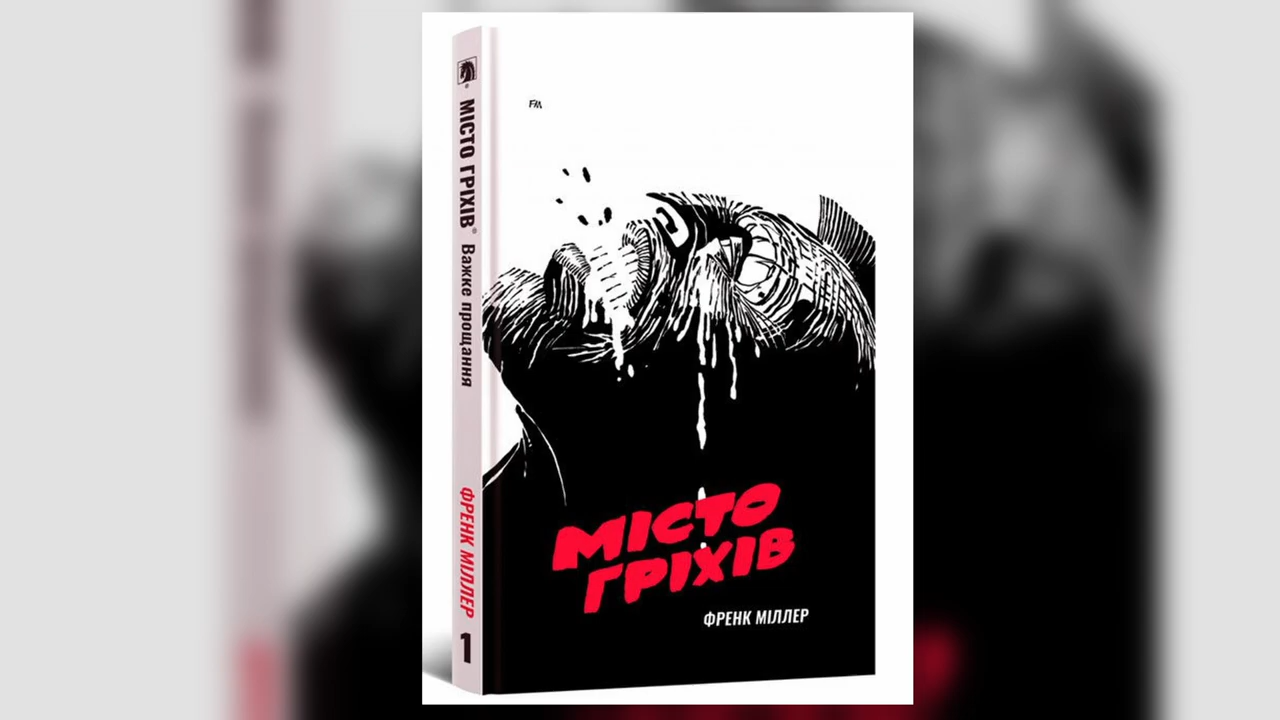 МІСТО ГРІХІВ® Важке прощання
ФРЕНК МІЛЛЕР
1
FM
МІСТО
ГРІХІВ
ФРЕНК МІЛЛЕР